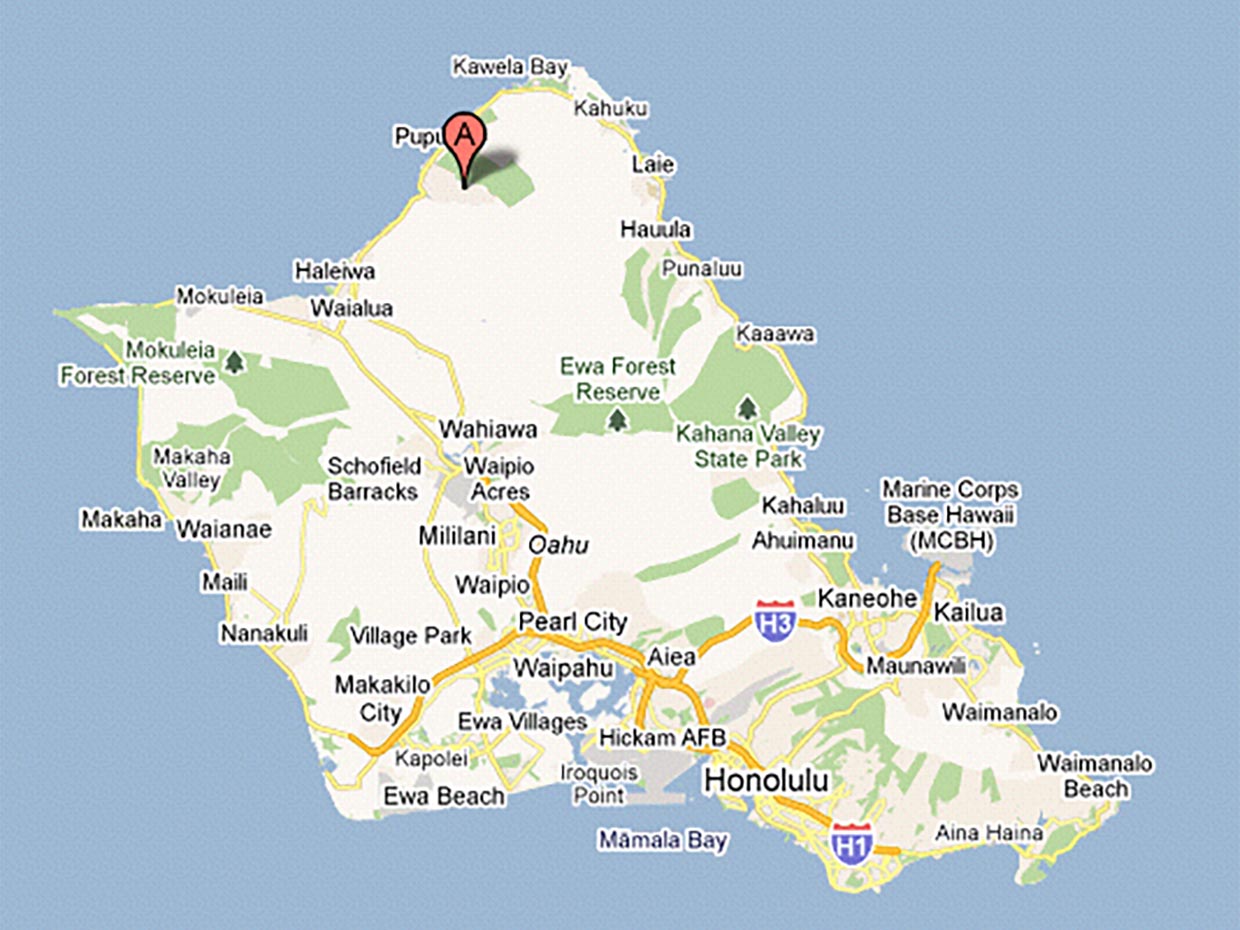 Kawela Bay
Kahuku
Pupu
A
Laie
Hauula
Punaluu
Haleiwa
Mokuleia
Waialua
Kaaawa
Mokuleia
Forest Reserve
Ewa Forest
Reserve
Wahiawa
Kahana Valley
State Park
Makaha
Valley
Schofield
Barracks
Waipio
Acres
Marine Corps
Base Hawaii
(MCBH)
Kahaluu
Makaha
Waianae
Mililani
Oahu
Ahuimanu
Maili
Waipio
Kaneohe
Kailua
Nanakuli
Village Park
Pearl City
H3
Aiea
Waipahu
Maunawili
Makakilo
City
Ewa Villages
Waimanalo
Hickam AFB
Kapolei
Iroquois
Point
Honolulu
Waimanalo
Beach
Ewa Beach
Māmala Bay
H1
Aina Haina